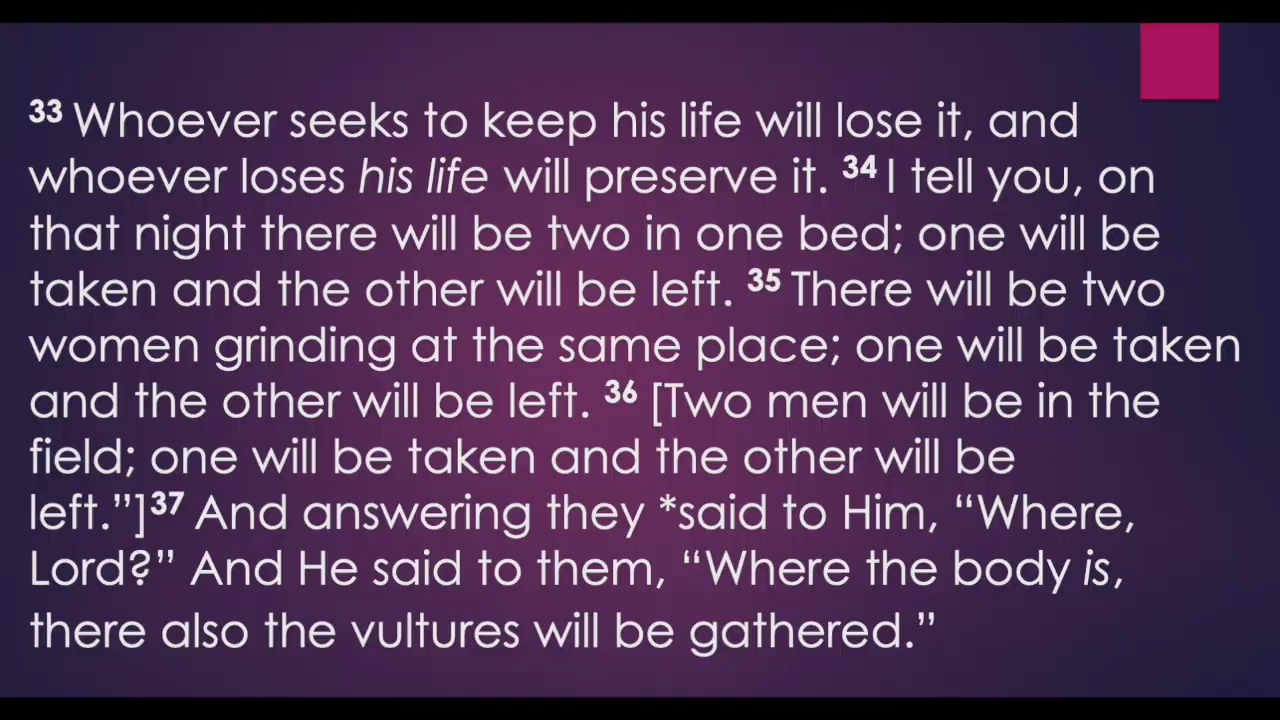 33 Whoever seeks to keep his life will lose it, and
whoever loses his life will preserve it. 34 I tell you, on
that night there will be two in one bed; one will be
taken and the other will be left. 35 There will be two
women grinding at the same place; one will be taken
and the other will be left. 36 [Two men will be in the
field; one will be taken and the other will be
left.”]37 And answering they *said to Him, “Where,
Lord?” And He said to them, “Where the body is,
there also the vultures will be gathered.”